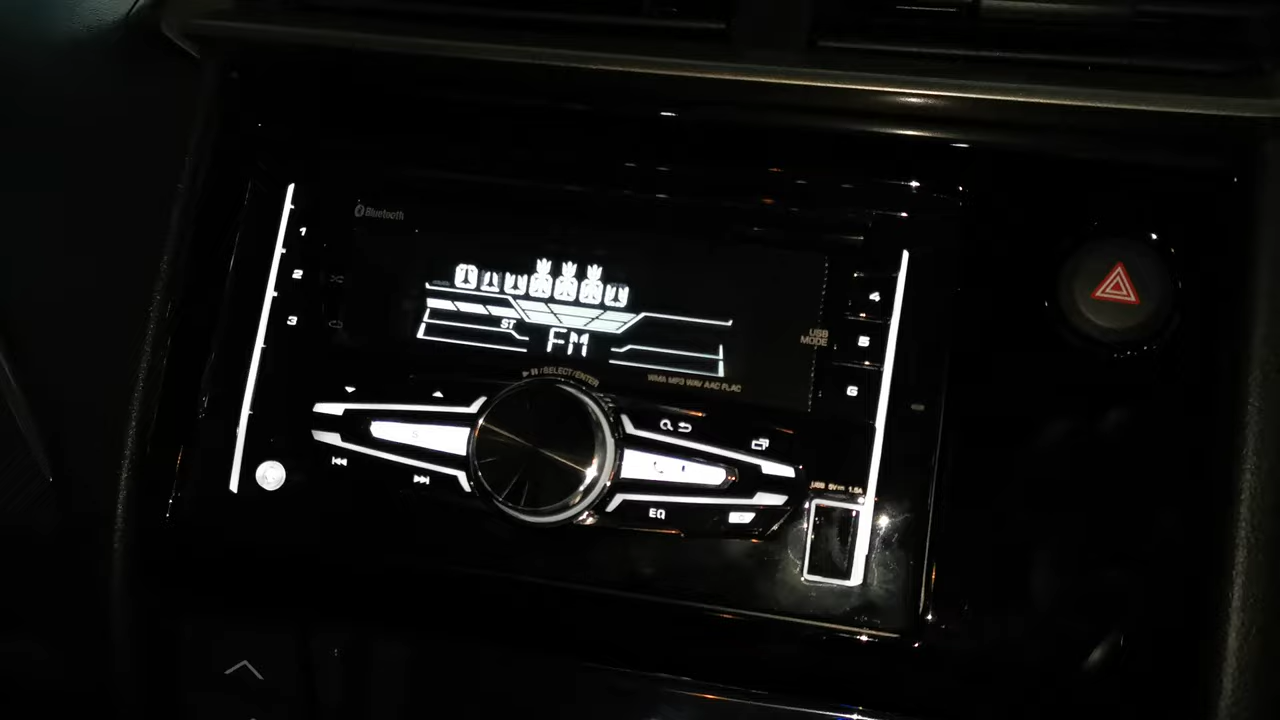 Bluetooth
1
2
3
4
5
6
ST
FM
USB
MODE
/SELECT/ENTER
WMA MP3 WAV AAC FLAC
EQ
USB 5V 1.5A